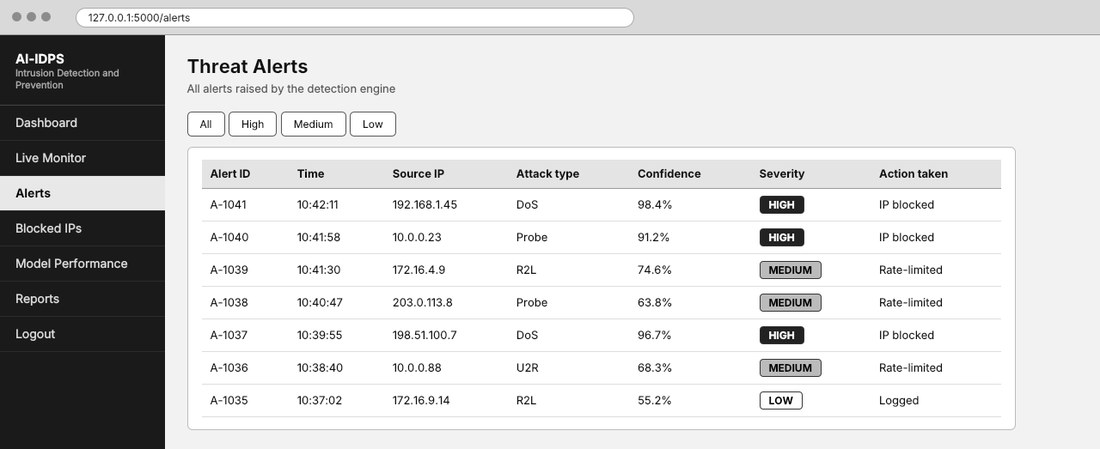 127.0.0.1:5000/alerts
AI-IDPS
Intrusion Detection and
Prevention
Dashboard
Live Monitor
Alerts
Blocked IPs
Model Performance
Reports
Logout
Threat Alerts
All alerts raised by the detection engine
All High Medium Low
Alert ID Time Source IP Attack type Confidence Severity Action taken
A-1041 10:42:11 192.168.1.45 DoS 98.4% HIGH IP blocked
A-1040 10:41:58 10.0.0.23 Probe 91.2% HIGH IP blocked
A-1039 10:41:30 172.16.4.9 R2L 74.6% MEDIUM Rate-limited
A-1038 10:40:47 203.0.113.8 Probe 63.8% MEDIUM Rate-limited
A-1037 10:39:55 198.51.100.7 DoS 96.7% HIGH IP blocked
A-1036 10:38:40 10.0.0.88 U2R 68.3% MEDIUM Rate-limited
A-1035 10:37:02 172.16.9.14 R2L 55.2% LOW Logged